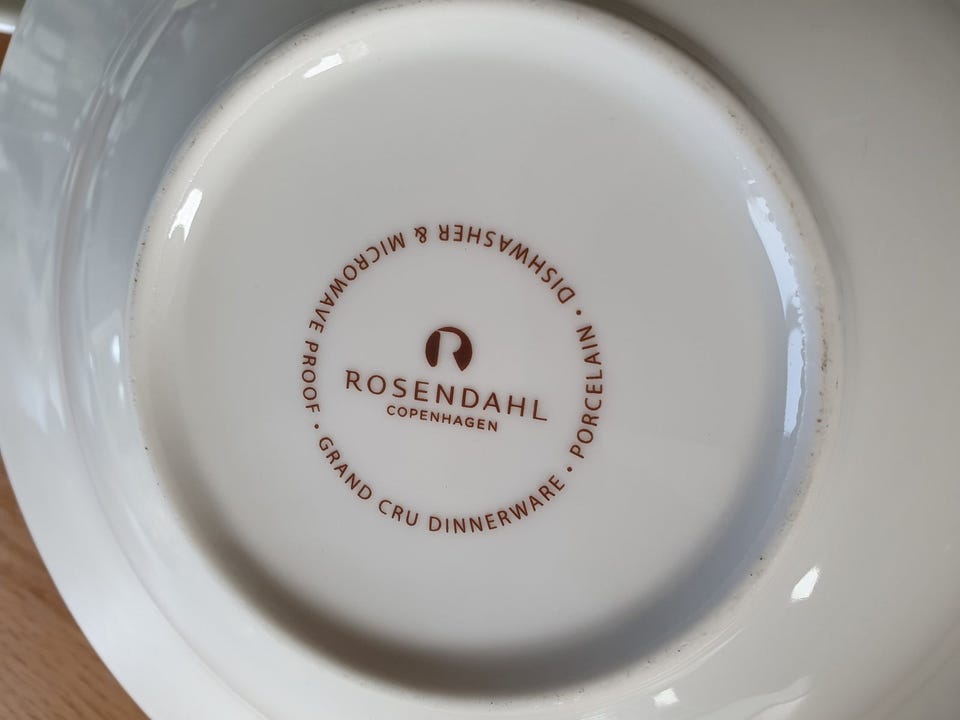 R
ROSENDAHL
COPENHAGEN
GRAND CRU DINNERWARE • PORCELAIN • DISHWASHER & MICROWAVE PROOF •